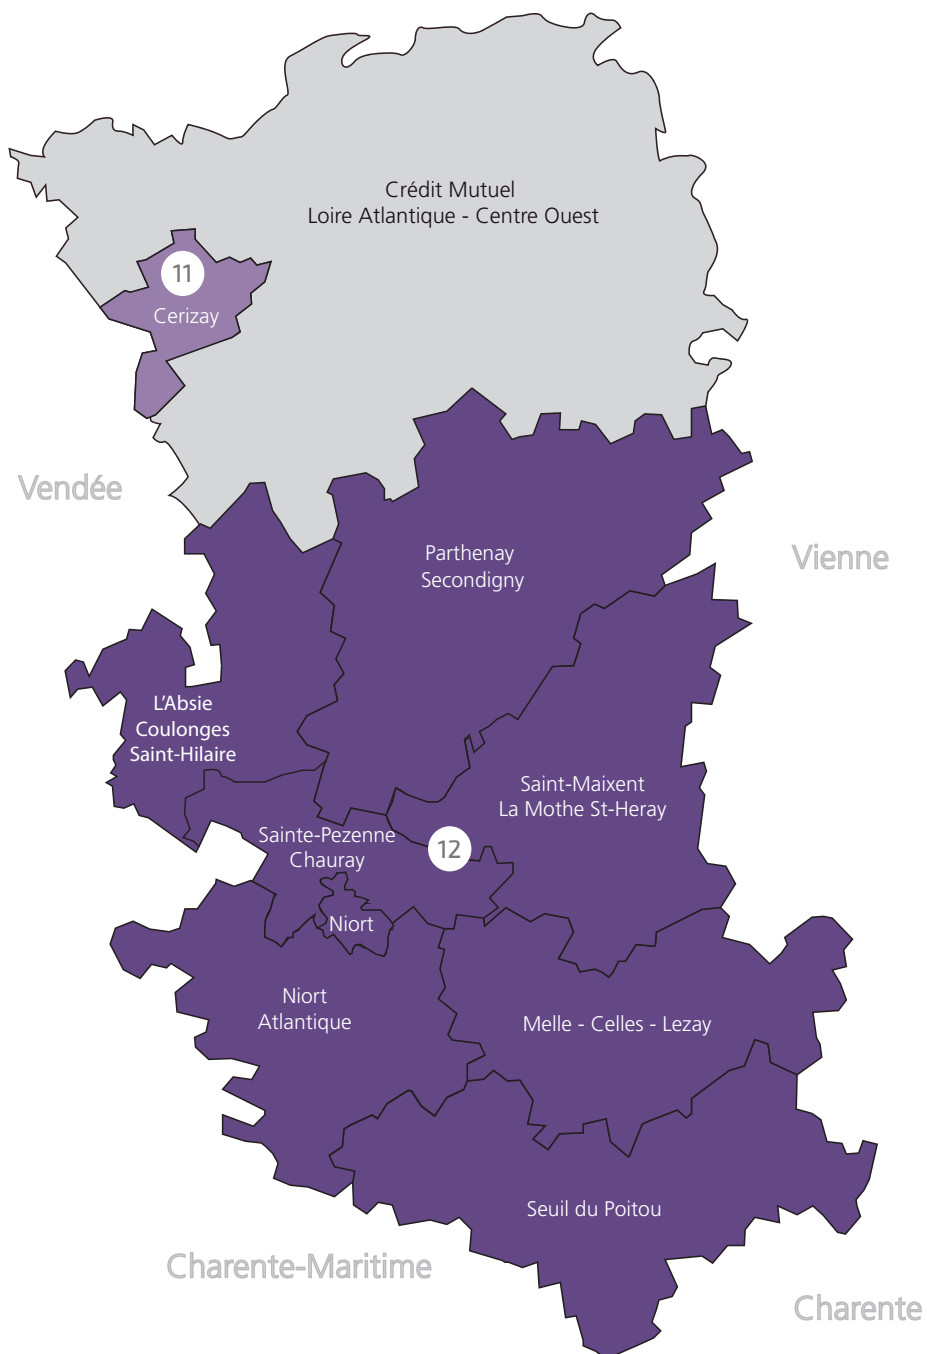 Crédit Mutuel
Loire Atlantique - Centre Ouest
11
Cerizay
Vendée
Parthenay
Secondigny
Vienne
L'Absie
Coulonges
Saint-Hilaire
Saint-Maixent
La Mothe St-Heray
Sainte-Pezenne
Chauray
12
Niort
Niort
Atlantique
Melle - Celles - Lezay
Seuil du Poitou
Charente-Maritime
Charente